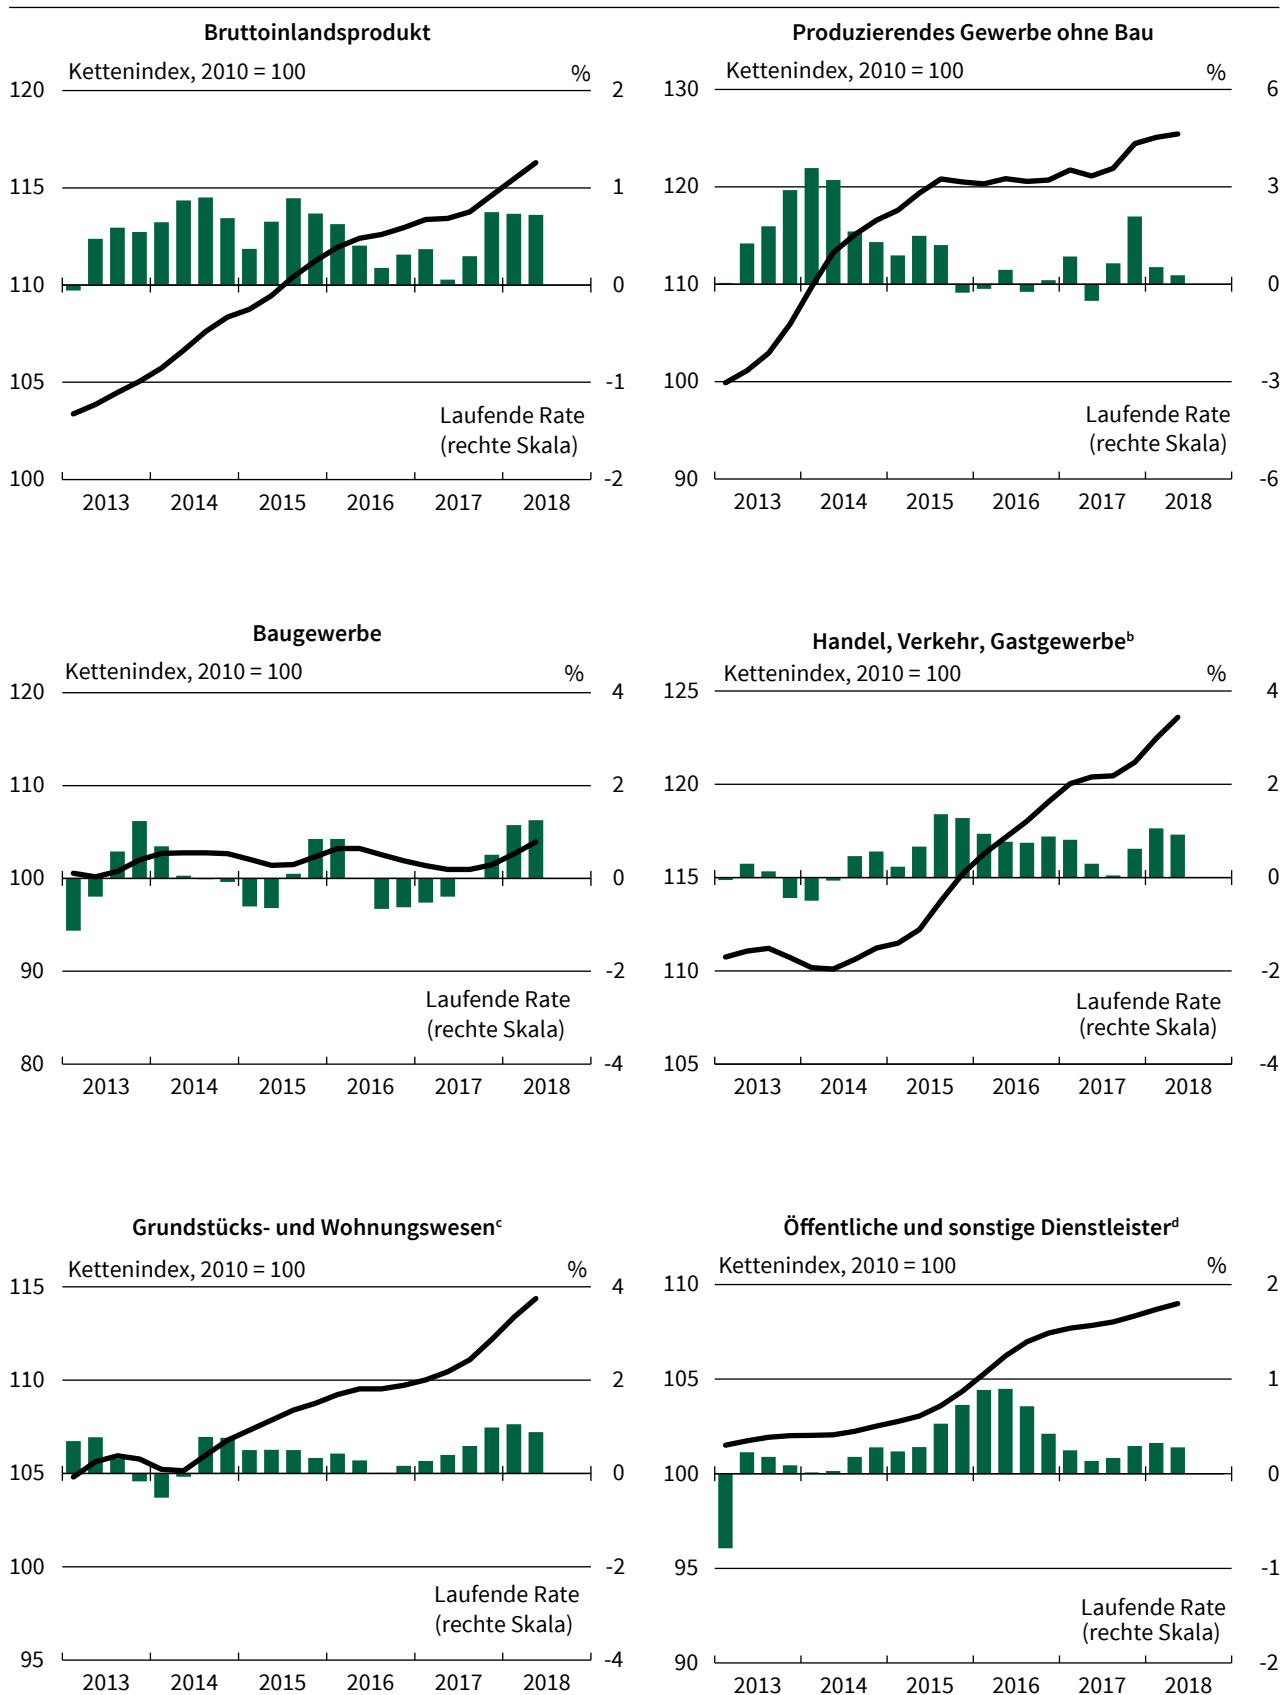 Bruttoinlandsprodukt
Kettenindex, 2010 = 100
%
120
115
110
105
100
2
1
0
-1
-2
Laufende Rate
(rechte Skala)
2013 2014 2015 2016 2017 2018
Produzierendes Gewerbe ohne Bau
Kettenindex, 2010 = 100
%
130
120
110
100
90
6
3
0
-3
-6
Laufende Rate
(rechte Skala)
2013 2014 2015 2016 2017 2018
Baugewerbe
Kettenindex, 2010 = 100
%
120
110
100
90
80
4
2
0
-2
-4
Laufende Rate
(rechte Skala)
2013 2014 2015 2016 2017 2018
Handel, Verkehr, Gastgewerbeᵇ
Kettenindex, 2010 = 100
%
125
120
115
110
105
4
2
0
-2
-4
Laufende Rate
(rechte Skala)
2013 2014 2015 2016 2017 2018
Grundstücks- und Wohnungswesenᶜ
Kettenindex, 2010 = 100
%
115
110
105
100
95
4
2
0
-2
-4
Laufende Rate
(rechte Skala)
2013 2014 2015 2016 2017 2018
Öffentliche und sonstige Dienstleisterᵈ
Kettenindex, 2010 = 100
%
110
105
100
95
90
2
1
0
-1
-2
Laufende Rate
(rechte Skala)
2013 2014 2015 2016 2017 2018